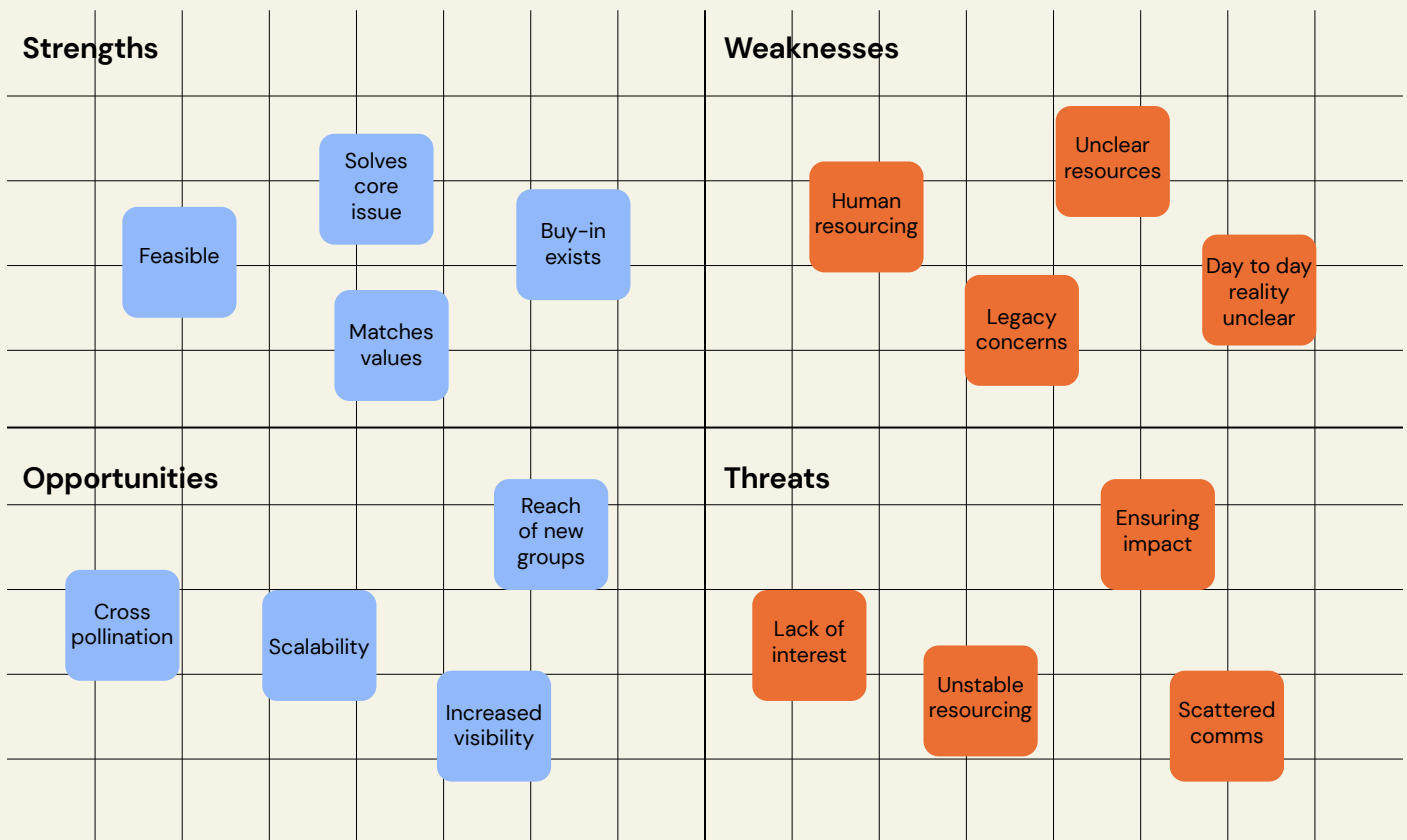 Strengths
Solves
core
issue
Feasible
Buy-in
exists
Matches
values
Weaknesses
Unclear
resources
Human
resourcing
Day to day
reality
unclear
Legacy
concerns
Opportunities
Reach
of new
groups
Cross
pollination
Scalability
Increased
visibility
Threats
Ensuring
impact
Lack of
interest
Unstable
resourcing
Scattered
comms